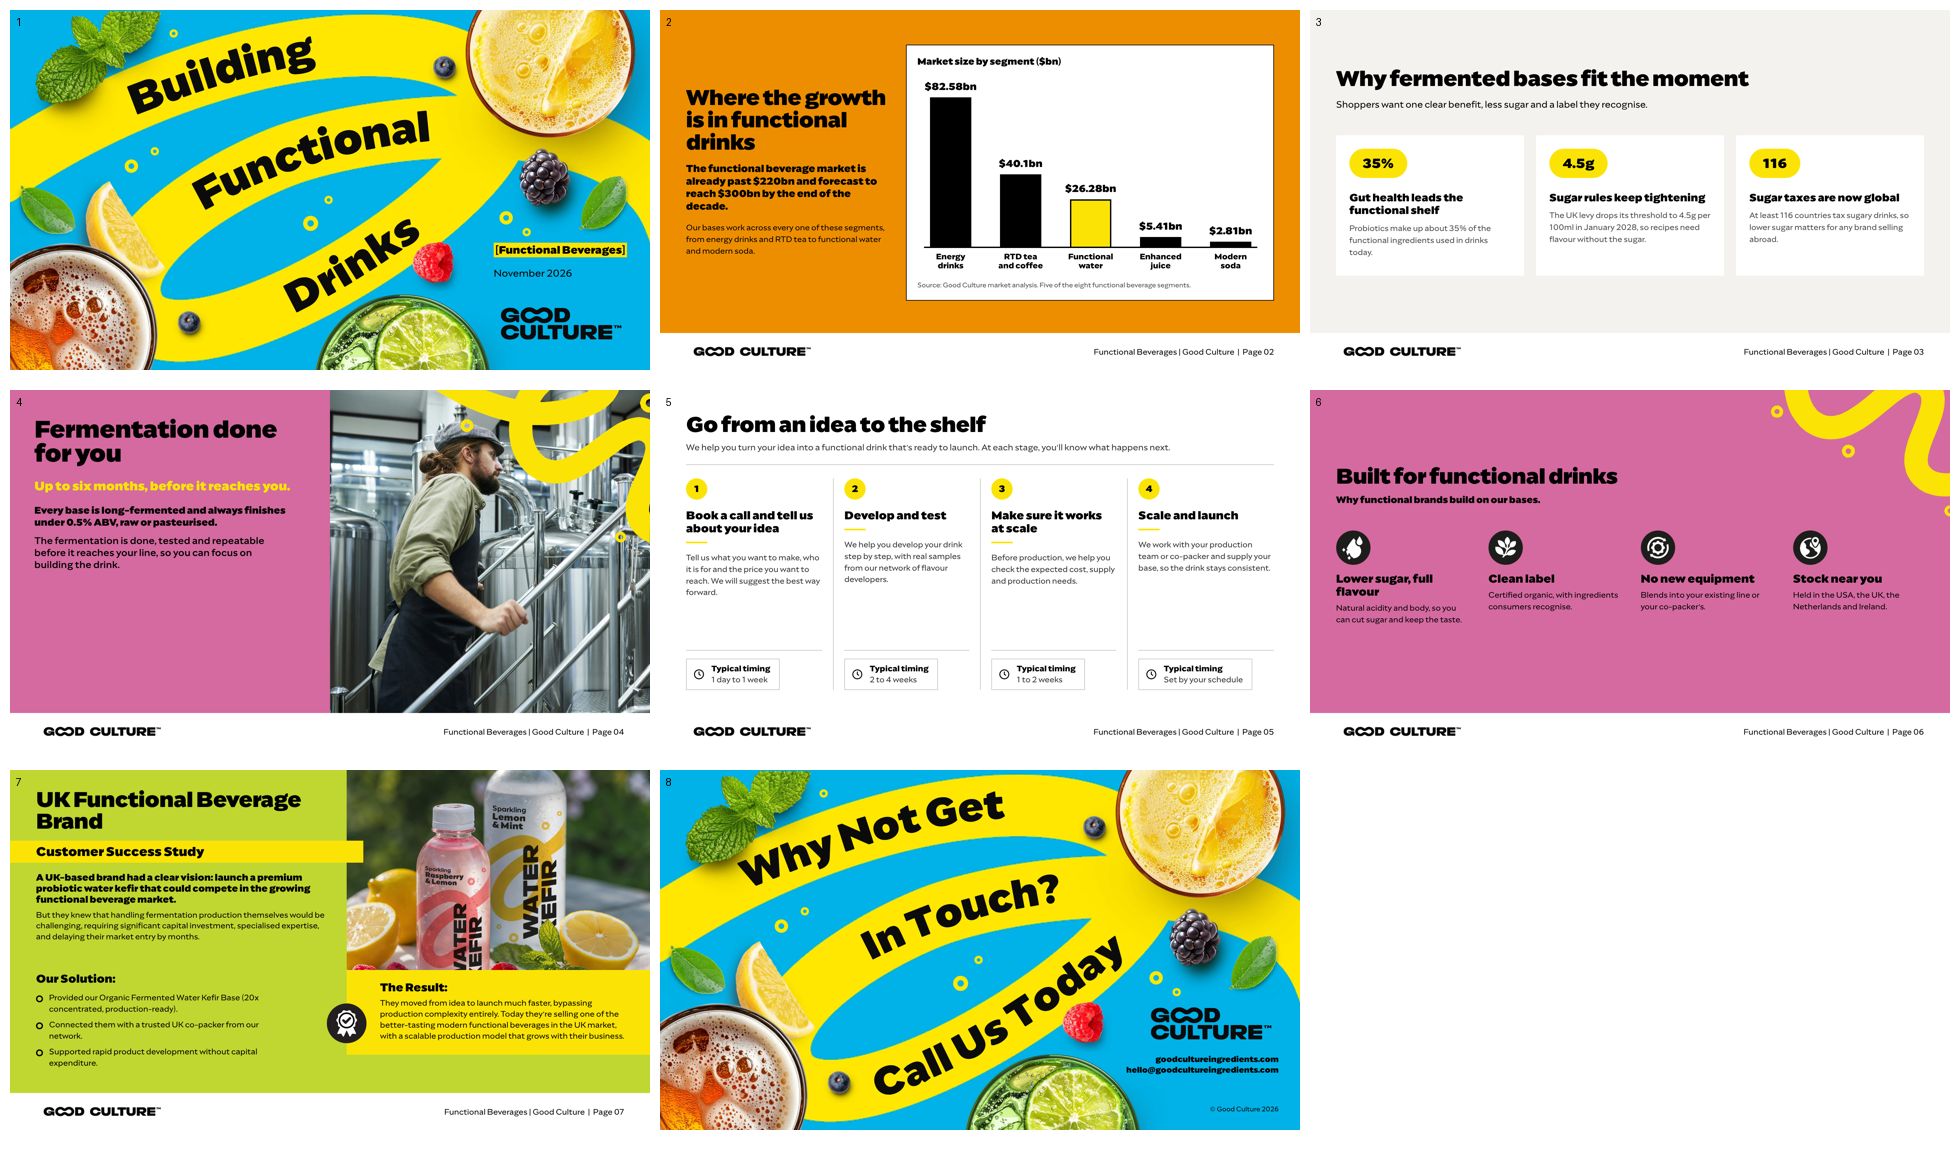 1
Building
Functional
Drinks
[Functional Beverages]
November 2026
GOOD
CULTURE™
2
Where the growth
is in functional
drinks
The functional beverage market is
already past $220bn and forecast to
reach $300bn by the end of the
decade.
Our bases work across every one of these segments,
from energy drinks and RTD tea to functional water
and modern soda.
Market size by segment ($bn)
$82.58bn
$40.1bn
$26.28bn
$5.41bn
$2.81bn
Energy
drinks
RTD tea
and coffee
Functional
water
Enhanced
juice
Modern
soda
Source: Good Culture market analysis. Five of the eight functional beverage segments.
GOOD CULTURE™
Functional Beverages | Good Culture | Page 02
3
Why fermented bases fit the moment
Shoppers want one clear benefit, less sugar and a label they recognise.
35%
Gut health leads the
functional shelf
Probiotics make up about 35% of the
functional ingredients used in drinks
today.
4.5g
Sugar rules keep tightening
The UK levy drops its threshold to 4.5g per
100ml in January 2028, so recipes need
flavour without the sugar.
116
Sugar taxes are now global
At least 116 countries tax sugary drinks, so
lower sugar matters for any brand selling
abroad.
GOOD CULTURE™
Functional Beverages | Good Culture | Page 03
4
Fermentation done
for you
Up to six months, before it reaches you.
Every base is long-fermented and always finishes
under 0.5% ABV, raw or pasteurised.
The fermentation is done, tested and repeatable
before it reaches your line, so you can focus on
building the drink.
GOOD CULTURE™
Functional Beverages | Good Culture | Page 04
5
Go from an idea to the shelf
We help you turn your idea into a functional drink that's ready to launch. At each stage, you'll know what happens next.
1
Book a call and tell us
about your idea
Tell us what you want to make, who
it is for and the price you want to
reach. We will suggest the best way
forward.
Typical timing
1 day to 1 week
2
Develop and test
We help you develop your drink
step by step, with real samples
from our network of flavour
developers.
Typical timing
2 to 4 weeks
3
Make sure it works
at scale
Before production, we help you
check the expected cost, supply
and production needs.
Typical timing
1 to 2 weeks
4
Scale and launch
We work with your production
team or co-packer and supply your
base, so the drink stays consistent.
Typical timing
Set by your schedule
GOOD CULTURE™
Functional Beverages | Good Culture | Page 05
6
Built for functional drinks
Why functional brands build on our bases.
Lower sugar, full
flavour
Natural acidity and body, so you
can cut sugar and keep the taste.
Clean label
Certified organic, with ingredients
consumers recognise.
No new equipment
Blends into your existing line or
your co-packer's.
Stock near you
Held in the USA, the UK, the
Netherlands and Ireland.
GOOD CULTURE™
Functional Beverages | Good Culture | Page 06
7
UK Functional Beverage
Brand
Customer Success Study
A UK-based brand had a clear vision: launch a premium
probiotic water kefir that could compete in the growing
functional beverage market.
But they knew that handling fermentation production themselves would be
challenging, requiring significant capital investment, specialised expertise,
and delaying their market entry by months.
Our Solution:
Provided our Organic Fermented Water Kefir Base (20x
concentrated, production-ready).
Connected them with a trusted UK co-packer from our
network.
Supported rapid product development without capital
expenditure.
Sparkling
Raspberry
& Lemon
WATER
KEFIR
Sparkling
Lemon
& Mint
WATER
KEFIR
The Result:
They moved from idea to launch much faster, bypassing
production complexity entirely. Today they're selling one of the
better-tasting modern functional beverages in the UK market,
with a scalable production model that grows with their business.
GOOD CULTURE™
Functional Beverages | Good Culture | Page 07
8
Why Not Get
In Touch?
Call Us Today
GOOD
CULTURE™
goodcultureingredients.com
hello@goodcultureingredients.com
© Good Culture 2026